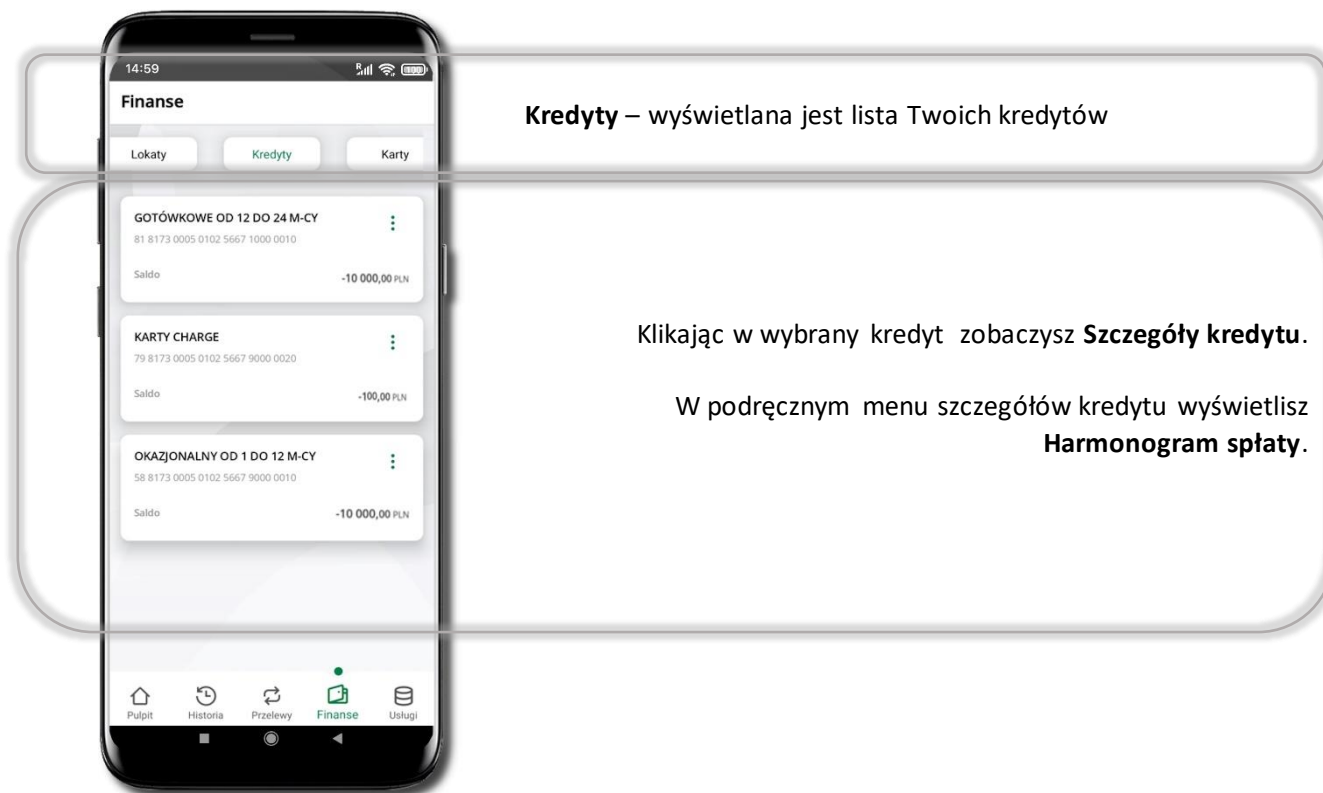 14:59
Finanse
Lokaty Kredyty Karty
Kredyty – wyświetlana jest lista Twoich kredytów
GOTÓWKOWE OD 12 DO 24 M-CY
81 8173 0005 0102 5667 1000 0010
Saldo -10 000,00 PLN
KARTY CHARGE
79 8173 0005 0102 5667 9000 0020
Saldo -100,00 PLN
OKAZJONALNY OD 1 DO 12 M-CY
58 8173 0005 0102 5667 9000 0010
Saldo -10 000,00 PLN
Klikając w wybrany kredyt zobaczysz Szczegóły kredytu.
W podręcznym menu szczegółów kredytu wyświetlisz
Harmonogram spłaty.
Pulpit Historia Przelewy Finanse Usługi